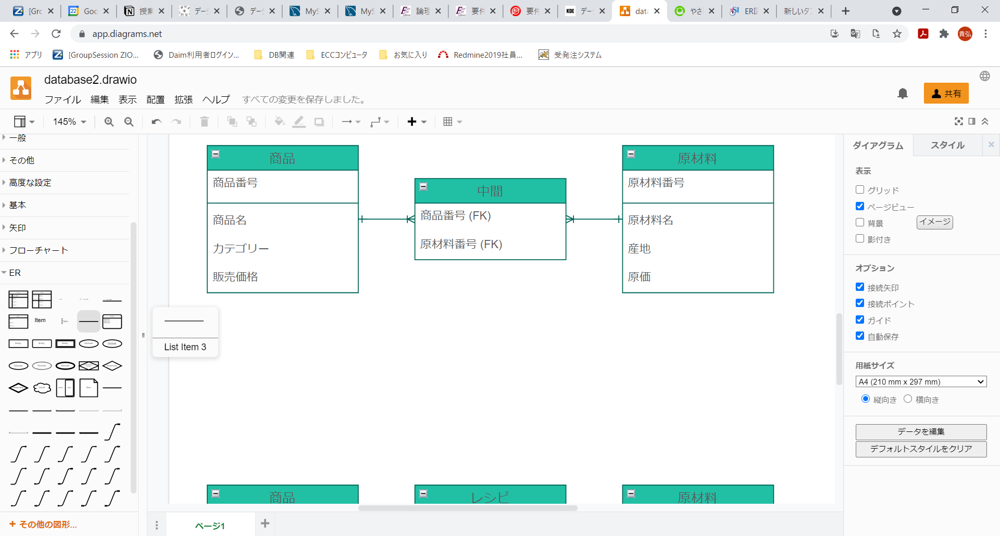 [Gro
Goo
授業
デー
デー
MyS
MyS
論理
要件
要件
デー
data
やさ
ER図
新しいタブ
app.diagrams.net
貴弘
アプリ
[GroupSession ZIO...
Daim利用者ログイン...
DB関連
ECCコンピュータ
お気に入り
Redmine2019社員...
受発注システム
database2.drawio
ファイル 編集 表示 配置 拡張 ヘルプ すべての変更を保存しました。
共有
145%
一般
その他
高度な設定
基本
矢印
フローチャート
ER
Item
List Item 3
その他の図形...
商品
商品番号
商品名
カテゴリー
販売価格
中間
商品番号 (FK)
原材料番号 (FK)
原材料
原材料番号
原材料名
産地
原価
商品
レシピ
原材料
ページ1
ダイアグラム
スタイル
表示
グリッド
ページビュー
背景
イメージ
影付き
オプション
接続矢印
接続ポイント
ガイド
自動保存
用紙サイズ
A4 (210 mm x 297 mm)
縦向き 横向き
データを編集
デフォルトスタイルをクリア